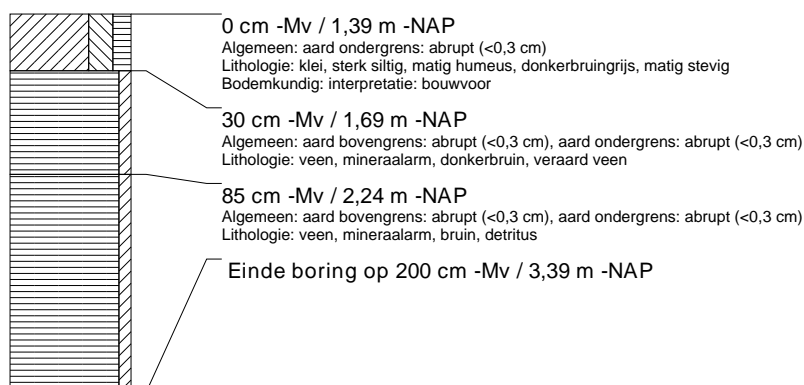 0 cm -Mv / 1,39 m -NAP
Algemeen: aard ondergrens: abrupt (<0,3 cm)
Lithologie: klei, sterk siltig, matig humeus, donkerbruingrijs, matig stevig
Bodemkundig: interpretatie: bouwvoor
30 cm -Mv / 1,69 m -NAP
Algemeen: aard bovengrens: abrupt (<0,3 cm), aard ondergrens: abrupt (<0,3 cm)
Lithologie: veen, mineraalarm, donkerbruin, veraard veen
85 cm -Mv / 2,24 m -NAP
Algemeen: aard bovengrens: abrupt (<0,3 cm), aard ondergrens: abrupt (<0,3 cm)
Lithologie: veen, mineraalarm, bruin, detritus
Einde boring op 200 cm -Mv / 3,39 m -NAP